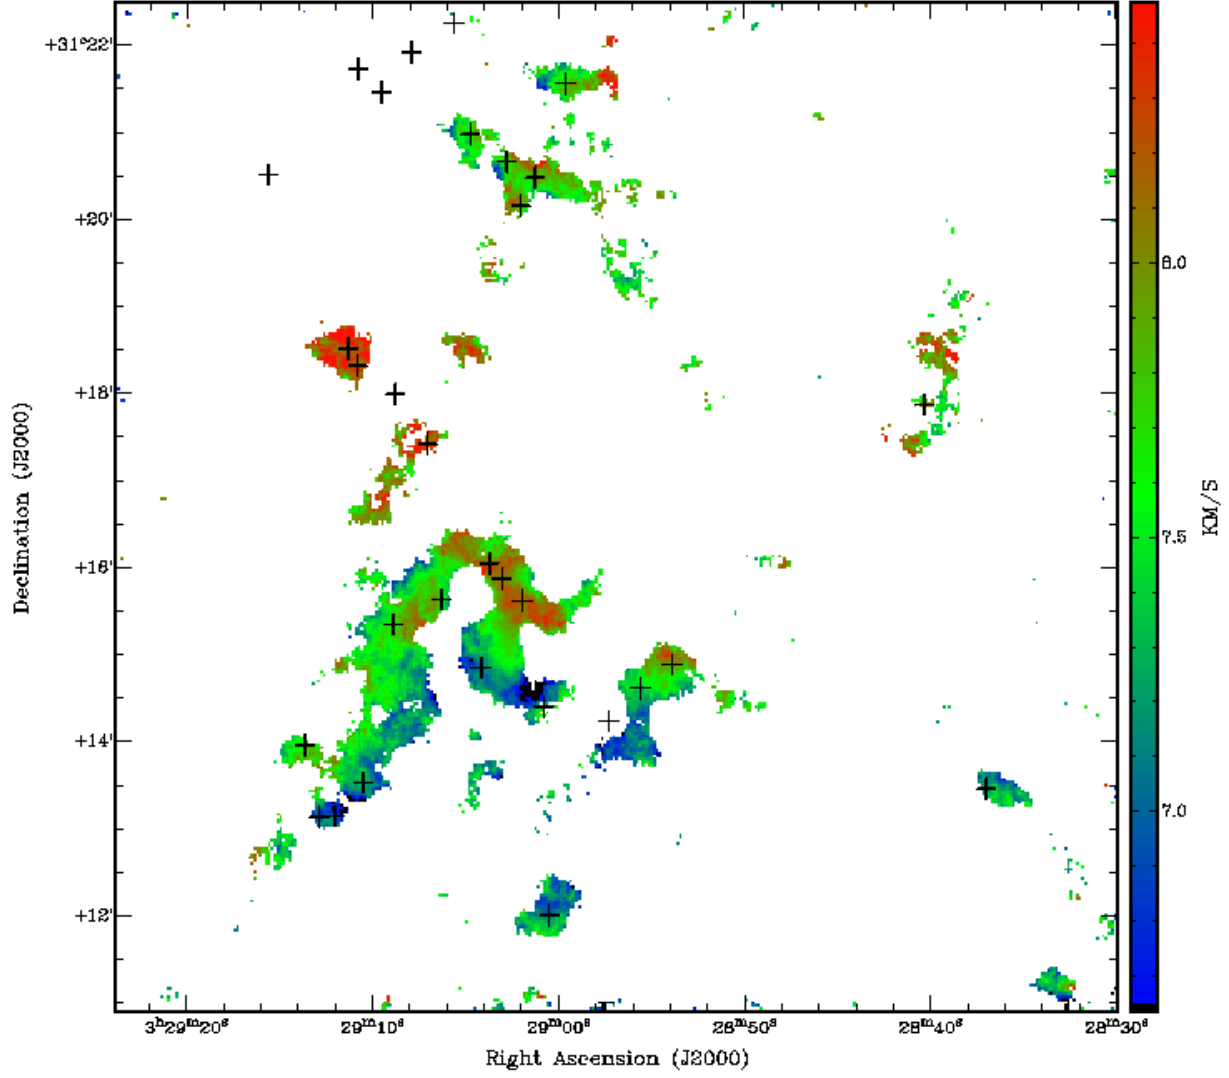 +31°22'
+20'
+18'
+16'
+14'
+12'
Declination (J2000)
8.0
7.5
7.0
KM/S
3ʰ29ᵐ20ˢ
29ᵐ10ˢ
29ᵐ00ˢ
28ᵐ50ˢ
28ᵐ40ˢ
28ᵐ30ˢ
Right Ascension (J2000)